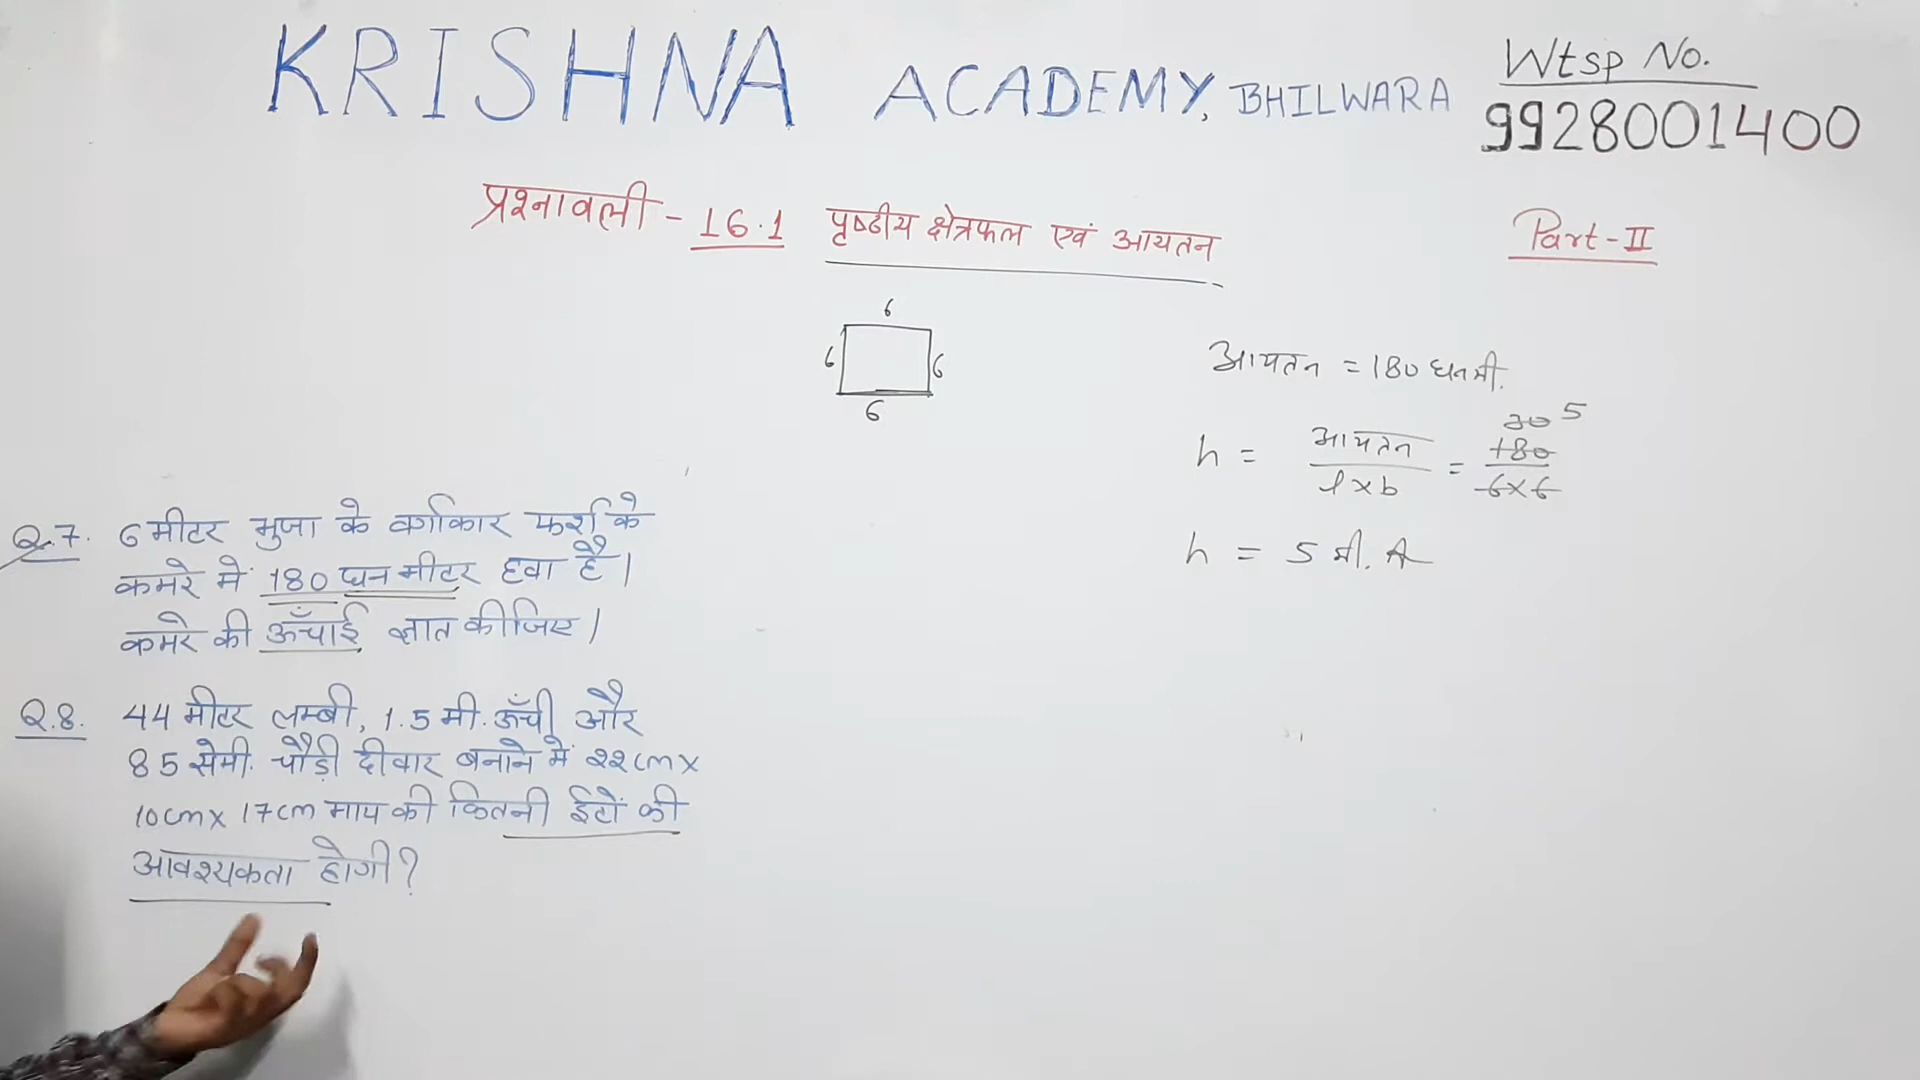 KRISHNA ACADEMY, BHILWARA
Wtsp No.
9928001400
प्रश्नावली - 16.1 पृष्ठीय क्षेत्रफल एवं आयतन
Part-II
6
6 6
6
आयतन = 180 घन मी.
h = आयतन / l x b = 180 / 6x6 30 5
h = 5 मी. A
Q.7. 6 मीटर भुजा के वर्गाकार फर्श के
कमरे में 180 घन मीटर हवा है।
कमरे की ऊँचाई ज्ञात कीजिए।
Q.8. 44 मीटर लम्बी, 1.5 मी. ऊँची और
85 सेमी. चौड़ी दीवार बनाने में 22cm x
10cm x 17cm माप की कितनी ईटों की
आवश्यकता होगी?